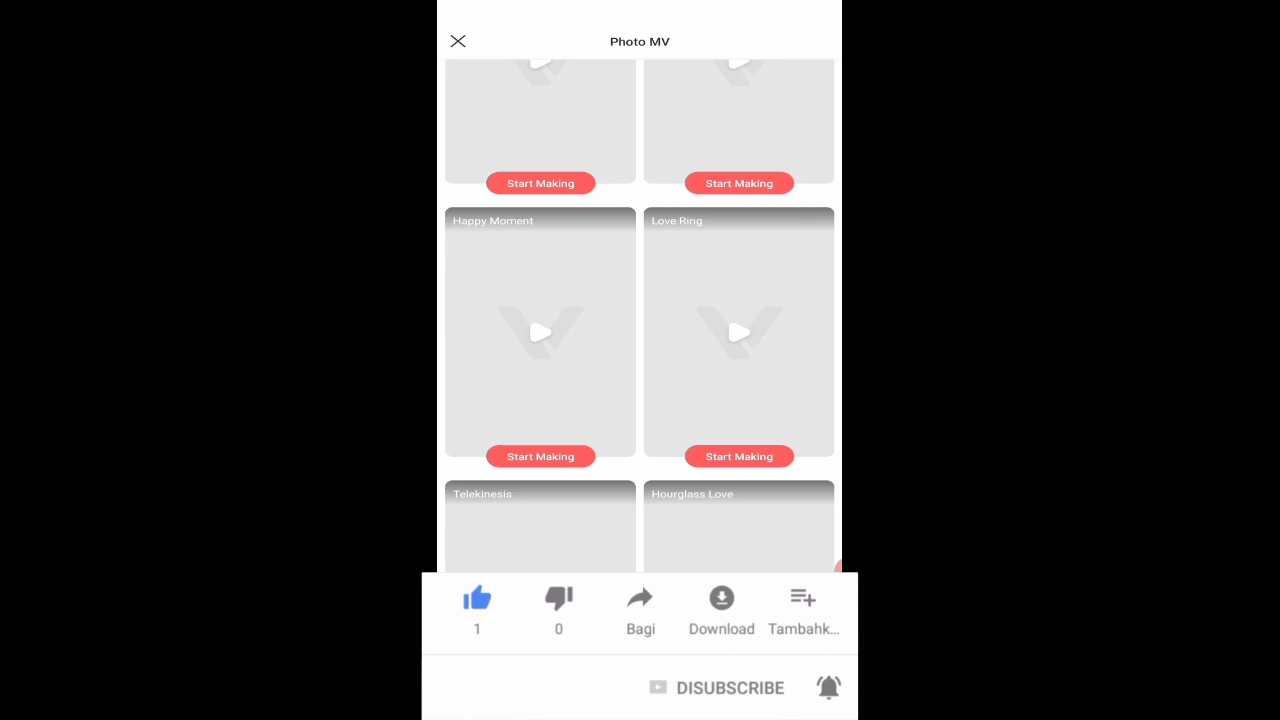 Photo MV
Start Making
Start Making
Happy Moment
Love Ring
Start Making
Start Making
Telekinesis
Hourglass Love
1
0
Bagi
Download
Tambahk...
DISUBSCRIBE